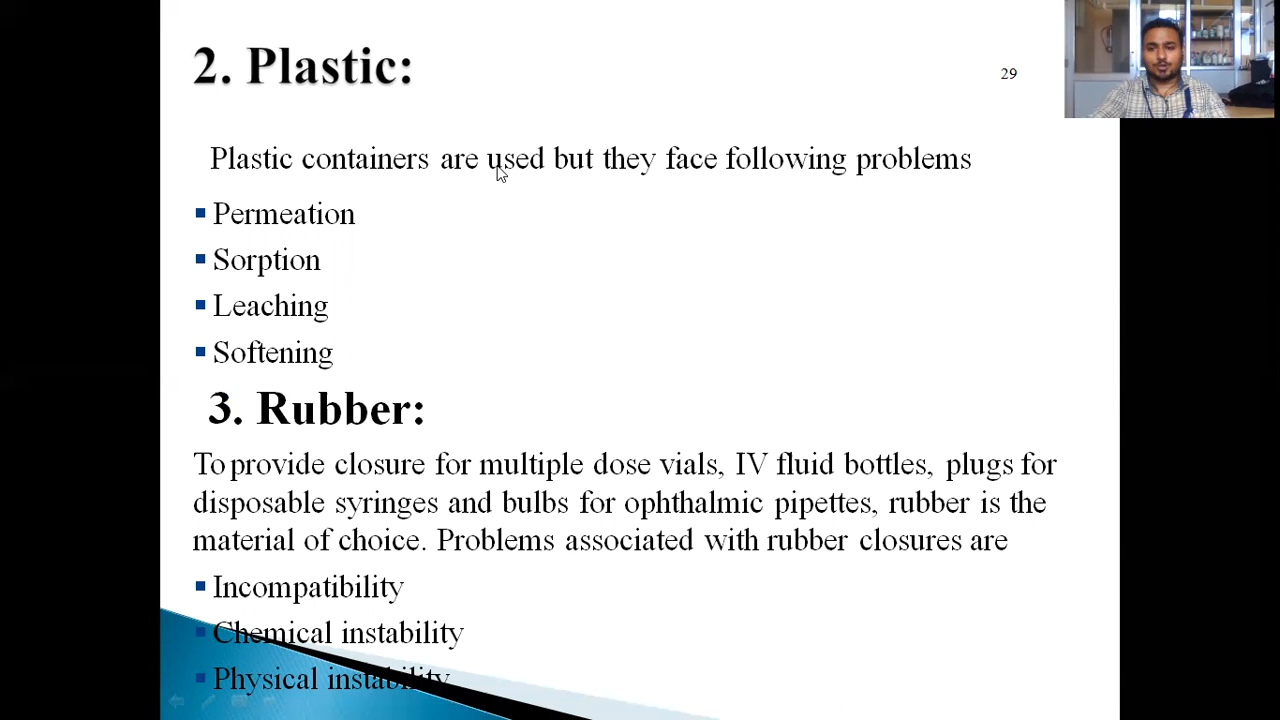 2. Plastic:
29
Plastic containers are used but they face following problems
▪ Permeation
▪ Sorption
▪ Leaching
▪ Softening
3. Rubber:
To provide closure for multiple dose vials, IV fluid bottles, plugs for
disposable syringes and bulbs for ophthalmic pipettes, rubber is the
material of choice. Problems associated with rubber closures are
▪ Incompatibility
▪ Chemical instability
▪ Physical instability